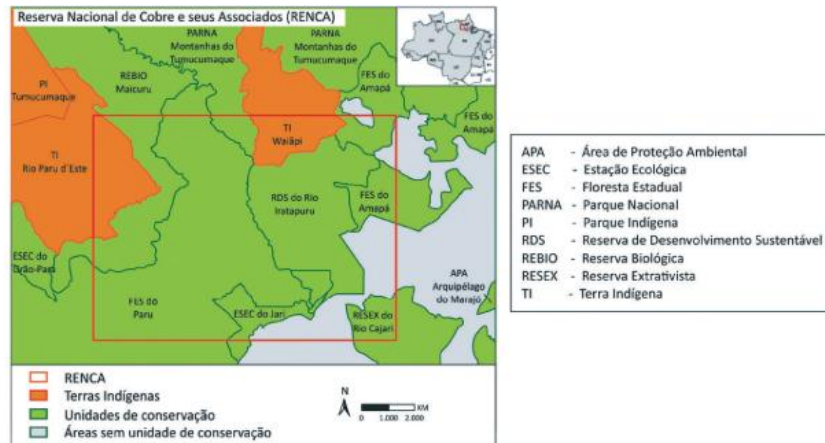 Reserva Nacional de Cobre e seus Associados (RENCA)
PARNA
Montanhas do
Tumucumaque
PARNA
Montanhas do
Tumucumaque
REBIO
Maicuru
PI
Tumucumaque
FES do
Amapá
FES do
Amapá
TI
Waiãpi
TI
Rio Paru d'Este
RDS do Rio
Iratapuru
FES do
Amapá
ESEC do
Grão-Pará
FES do
Paru
ESEC do Jari
RESEX do
Rio Cajari
APA
Arquipélago
do Marajó
RENCA
Terras Indígenas
Unidades de conservação
Áreas sem unidade de conservação
N
KM
0 1.000 2.000
APA - Área de Proteção Ambiental
ESEC - Estação Ecológica
FES - Floresta Estadual
PARNA - Parque Nacional
PI - Parque Indígena
RDS - Reserva de Desenvolvimento Sustentável
REBIO - Reserva Biológica
RESEX - Reserva Extrativista
TI - Terra Indígena